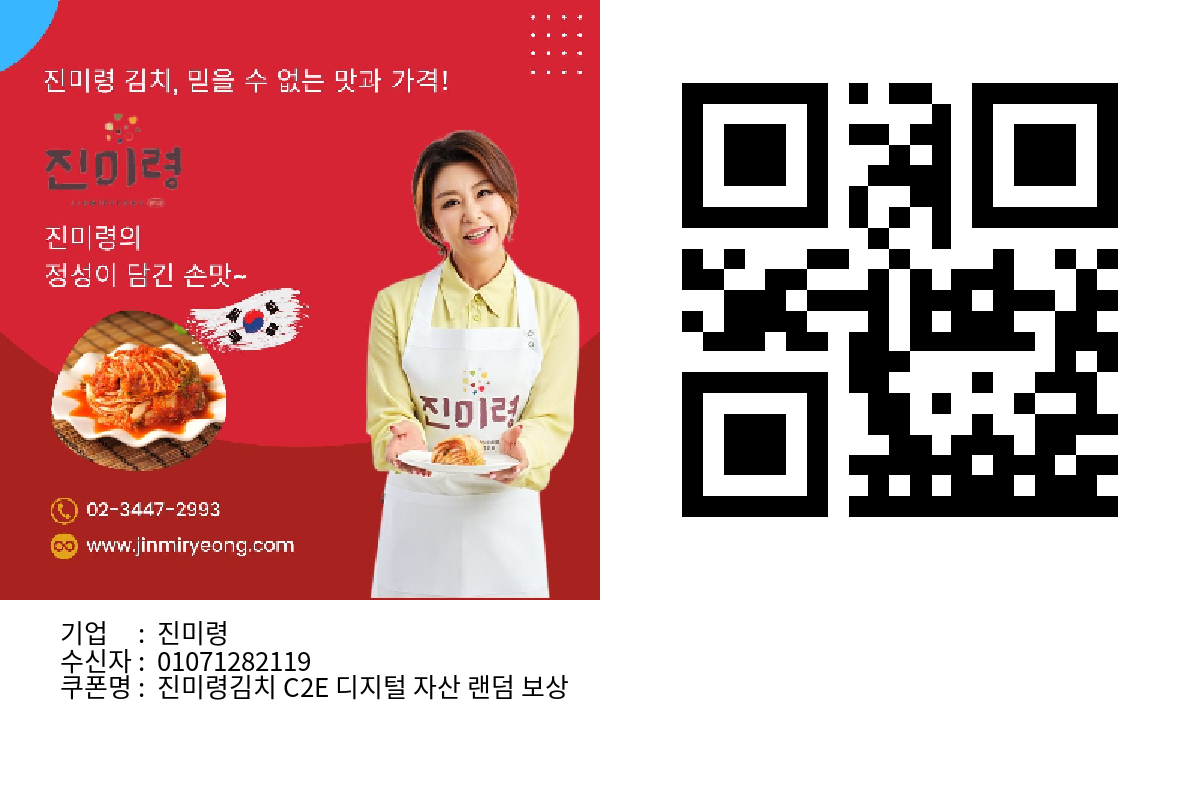 진미령 김치, 믿을 수 없는 맛과 가격!
진미령
진미령의
정성이 담긴 손맛~
진미령
02-3447-2993
www.jinmiryeong.com
기업 : 진미령
수신자 : 01071282119
쿠폰명 : 진미령김치 C2E 디지털 자산 랜덤 보상